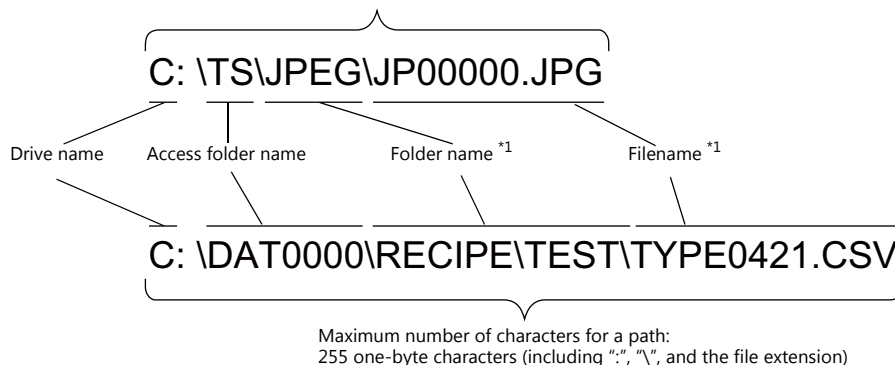 C: \TS\JPEG\JP00000.JPG
Drive name Access folder name Folder name *1 Filename *1
C: \DAT0000\RECIPE\TEST\TYPE0421.CSV
Maximum number of characters for a path:
255 one-byte characters (including “:”, “\”, and the file extension)